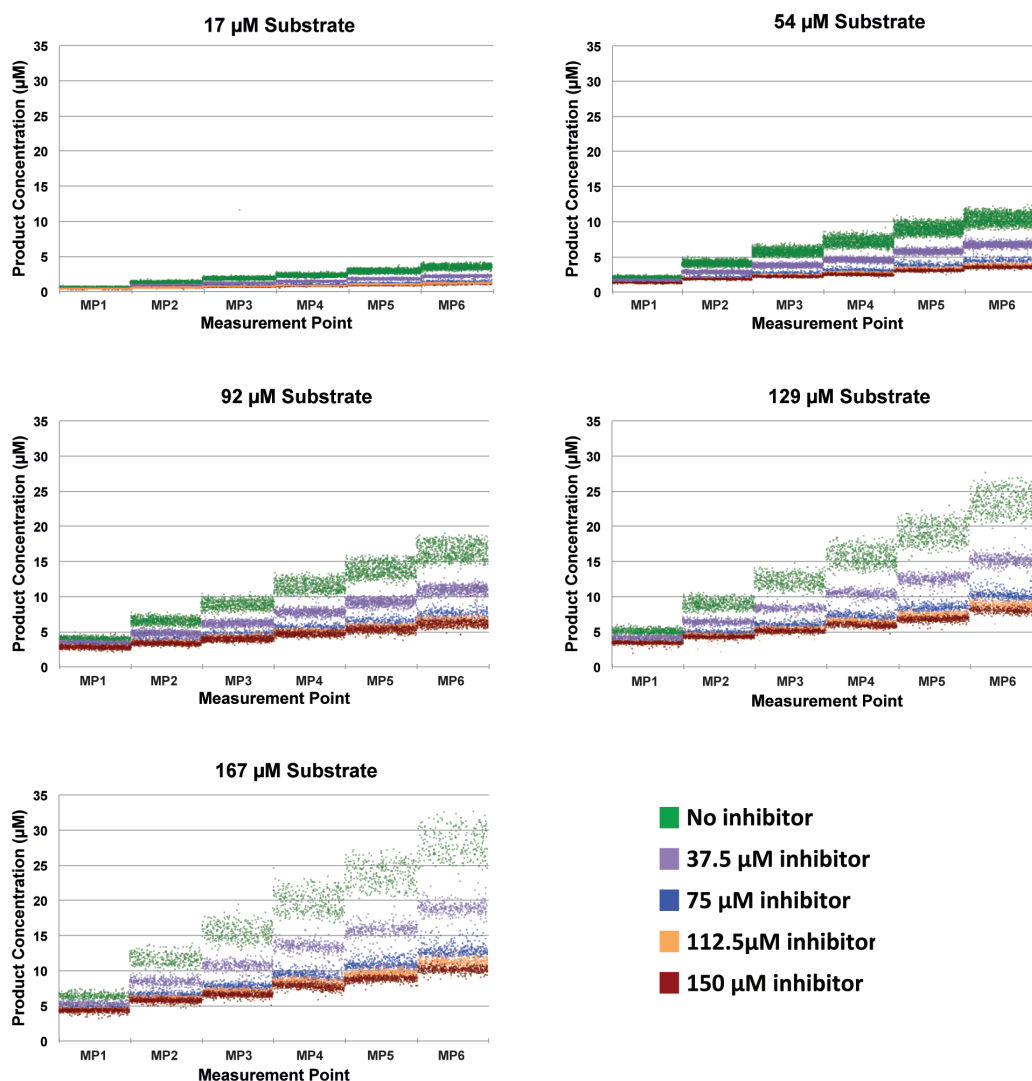 17 µM Substrate
Product Concentration (µM)
35
30
25
20
15
10
5
0
MP1 MP2 MP3 MP4 MP5 MP6
Measurement Point
54 µM Substrate
Product Concentration (µM)
35
30
25
20
15
10
5
0
MP1 MP2 MP3 MP4 MP5 MP6
Measurement Point
92 µM Substrate
Product Concentration (µM)
35
30
25
20
15
10
5
0
MP1 MP2 MP3 MP4 MP5 MP6
Measurement Point
129 µM Substrate
Product Concentration (µM)
35
30
25
20
15
10
5
0
MP1 MP2 MP3 MP4 MP5 MP6
Measurement Point
167 µM Substrate
Product Concentration (µM)
35
30
25
20
15
10
5
0
MP1 MP2 MP3 MP4 MP5 MP6
Measurement Point
No inhibitor
37.5 µM inhibitor
75 µM inhibitor
112.5µM inhibitor
150 µM inhibitor